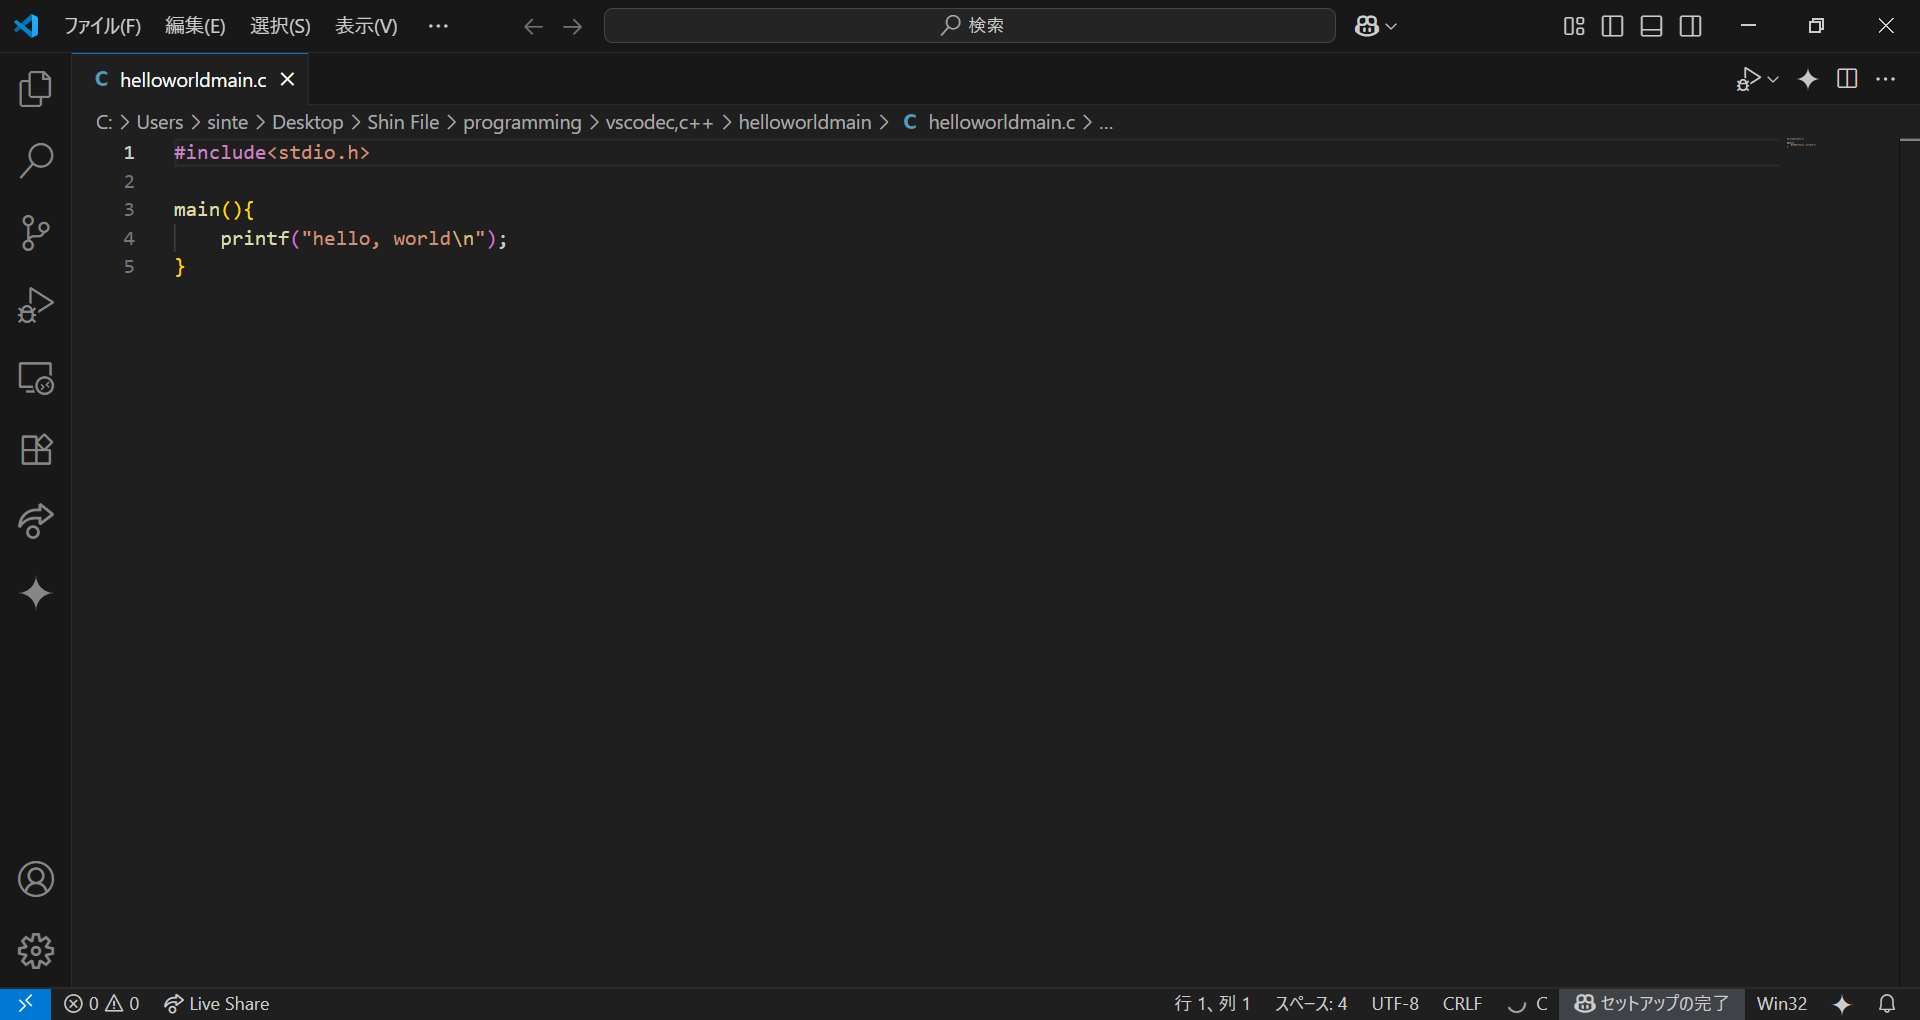 ファイル(F) 編集(E) 選択(S) 表示(V) ··· 検索
C helloworldmain.c
C: > Users > sinte > Desktop > Shin File > programming > vscodec,c++ > helloworldmain > C helloworldmain.c > ...
1 #include<stdio.h>
2
3 main(){
4 printf("hello, world\n");
5 }
0 0 Live Share 行 1、列 1 スペース: 4 UTF-8 CRLF C セットアップの完了 Win32